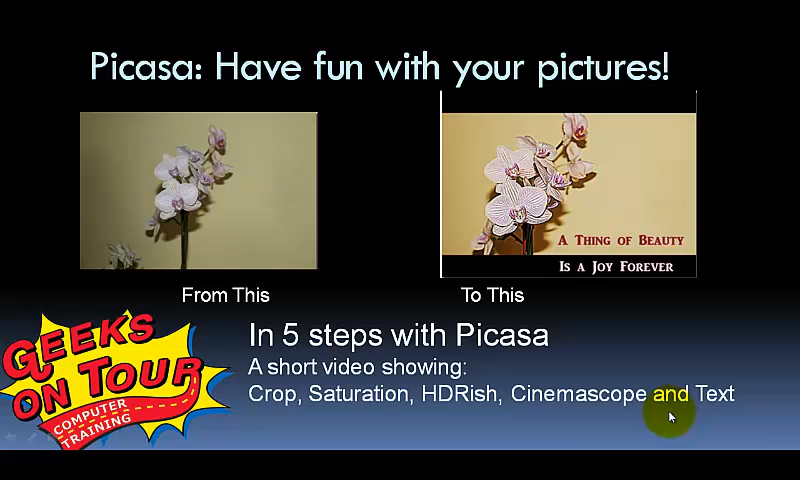 Picasa: Have fun with your pictures!
A Thing of Beauty
Is a Joy Forever
From This
To This
In 5 steps with Picasa
A short video showing:
Crop, Saturation, HDRish, Cinemascope and Text
GEEKS
ON TOUR
COMPUTER
TRAINING